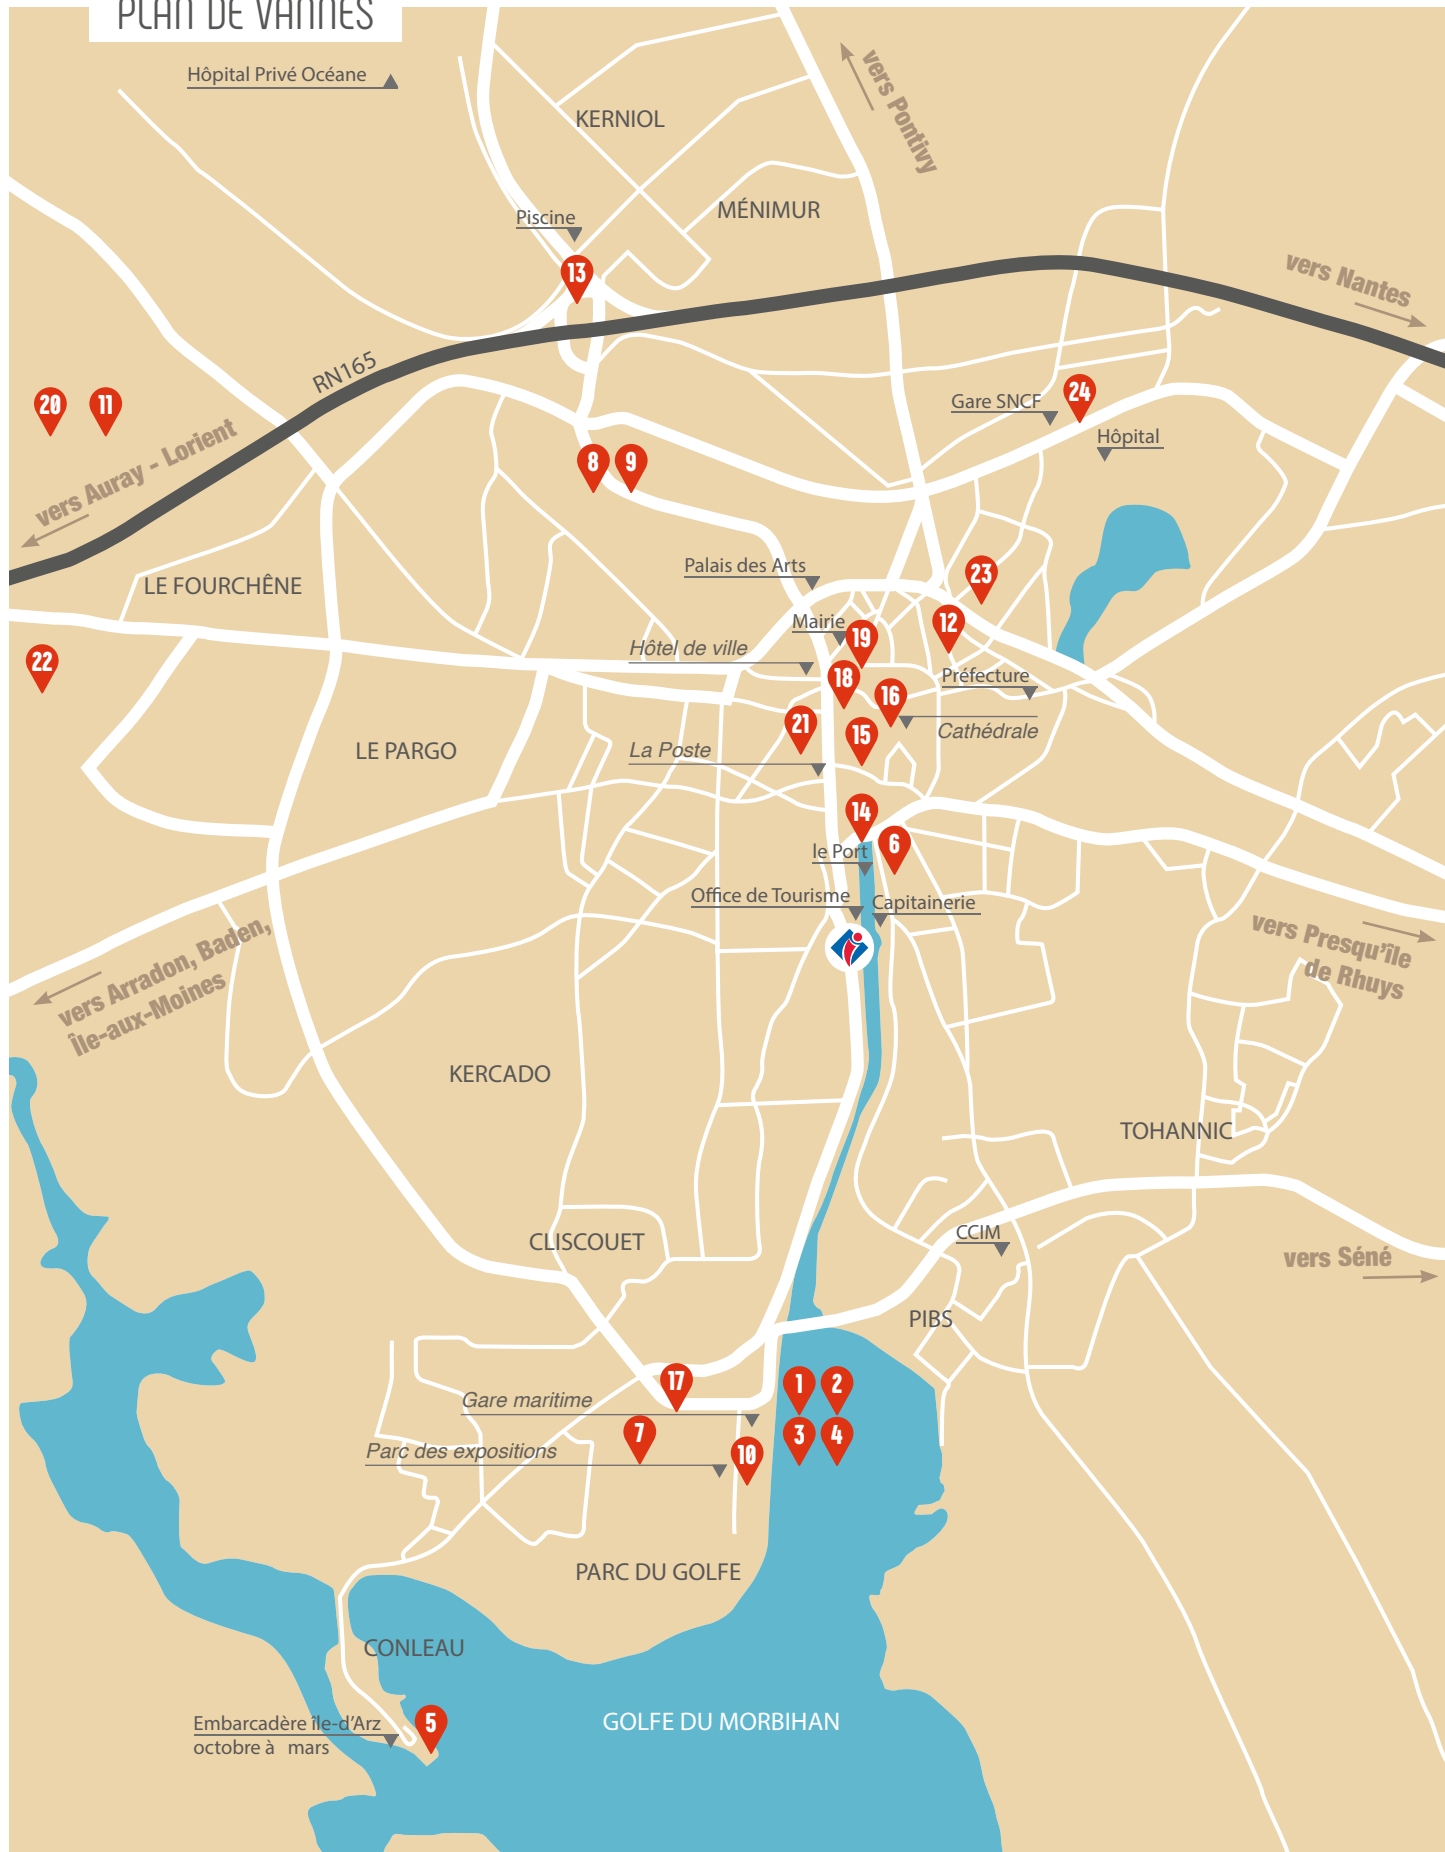 PLAN DE VANNES
Hôpital Privé Océane
vers Pontivy
KERNIOL
MÉNIMUR
Piscine
13
vers Nantes
RN165
20
11
24
Gare SNCF
Hôpital
vers Auray - Lorient
8
9
Palais des Arts
23
LE FOURCHÊNE
12
Mairie
19
Hôtel de ville
22
18
Préfecture
16
21
15
Cathédrale
LE PARGO
La Poste
14
6
le Port
Office de Tourisme
Capitainerie
vers Presqu'île
de Rhuys
vers Arradon, Baden,
Île-aux-Moines
KERCADO
TOHANNIC
CLISCOUET
CCIM
vers Séné
PIBS
17
1
2
Gare maritime
7
3
4
Parc des expositions
10
PARC DU GOLFE
CONLEAU
5
Embarcadère île-d'Arz
octobre à mars
GOLFE DU MORBIHAN